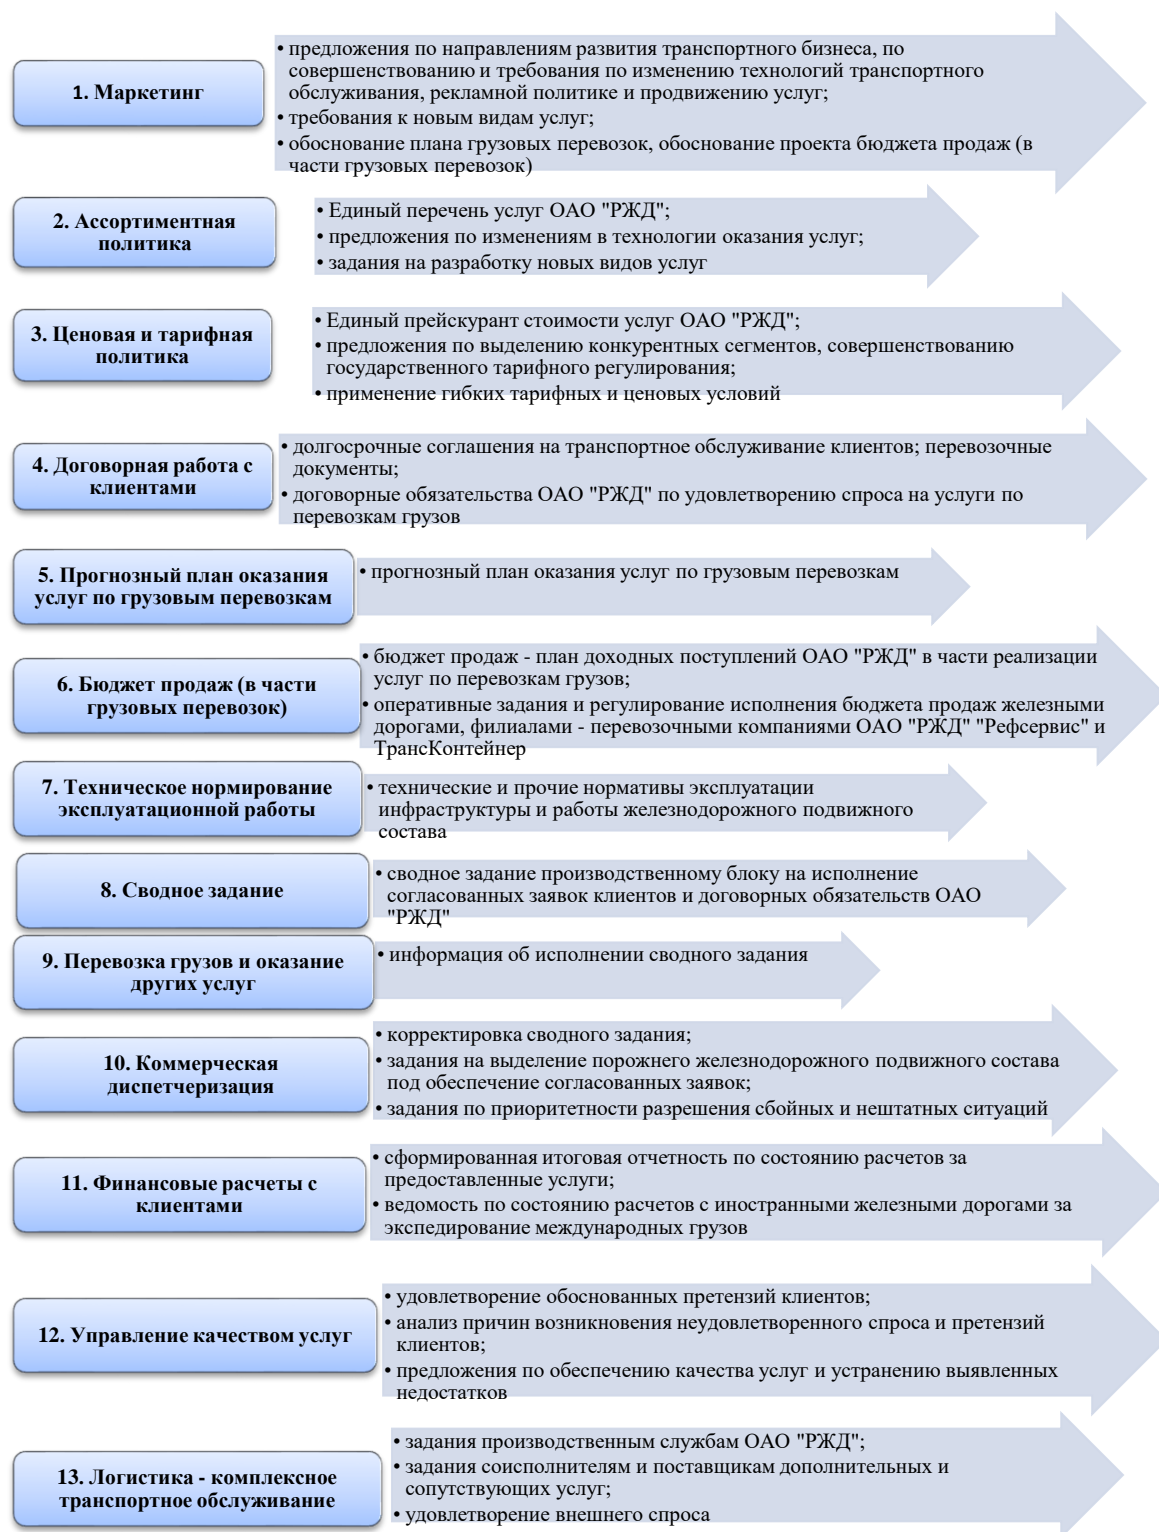 1. Маркетинг
• предложения по направлениям развития транспортного бизнеса, по
совершенствованию и требования по изменению технологий транспортного
обслуживания, рекламной политике и продвижению услуг;
• требования к новым видам услуг;
• обоснование плана грузовых перевозок, обоснование проекта бюджета продаж (в
части грузовых перевозок)
2. Ассортиментная
политика
• Единый перечень услуг ОАО "РЖД";
• предложения по изменениям в технологии оказания услуг;
• задания на разработку новых видов услуг
3. Ценовая и тарифная
политика
• Единый прейскурант стоимости услуг ОАО "РЖД";
• предложения по выделению конкурентных сегментов, совершенствованию
государственного тарифного регулирования;
• применение гибких тарифных и ценовых условий
4. Договорная работа с
клиентами
• долгосрочные соглашения на транспортное обслуживание клиентов; перевозочные
документы;
• договорные обязательства ОАО "РЖД" по удовлетворению спроса на услуги по
перевозкам грузов
5. Прогнозный план оказания
услуг по грузовым перевозкам
• прогнозный план оказания услуг по грузовым перевозкам
6. Бюджет продаж (в части
грузовых перевозок)
• бюджет продаж - план доходных поступлений ОАО "РЖД" в части реализации
услуг по перевозкам грузов;
• оперативные задания и регулирование исполнения бюджета продаж железными
дорогами, филиалами - перевозочными компаниями ОАО "РЖД" "Рефсервис" и
ТрансКонтейнер
7. Техническое нормирование
эксплуатационной работы
• технические и прочие нормативы эксплуатации
инфраструктуры и работы железнодорожного подвижного
состава
8. Сводное задание
• сводное задание производственному блоку на исполнение
согласованных заявок клиентов и договорных обязательств ОАО
"РЖД"
9. Перевозка грузов и оказание
других услуг
• информация об исполнении сводного задания
10. Коммерческая
диспетчеризация
• корректировка сводного задания;
• задания на выделение порожнего железнодорожного подвижного состава
под обеспечение согласованных заявок;
• задания по приоритетности разрешения сбойных и нештатных ситуаций
11. Финансовые расчеты с
клиентами
• сформированная итоговая отчетность по состоянию расчетов за
предоставленные услуги;
• ведомость по состоянию расчетов с иностранными железными дорогами за
экспедирование международных грузов
12. Управление качеством услуг
• удовлетворение обоснованных претензий клиентов;
• анализ причин возникновения неудовлетворенного спроса и претензий
клиентов;
• предложения по обеспечению качества услуг и устранению выявленных
недостатков
13. Логистика - комплексное
транспортное обслуживание
• задания производственным службам ОАО "РЖД";
• задания соисполнителям и поставщикам дополнительных и
сопутствующих услуг;
• удовлетворение внешнего спроса